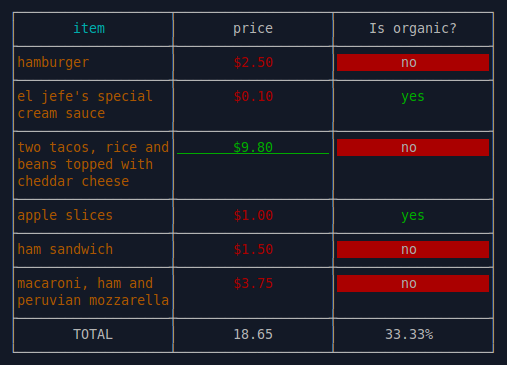 item price Is organic?
hamburger $2.50 no
el jefe's special $0.10 yes
cream sauce
two tacos, rice and $9.80 no
beans topped with
cheddar cheese
apple slices $1.00 yes
ham sandwich $1.50 no
macaroni, ham and $3.75 no
peruvian mozzarella
TOTAL 18.65 33.33%